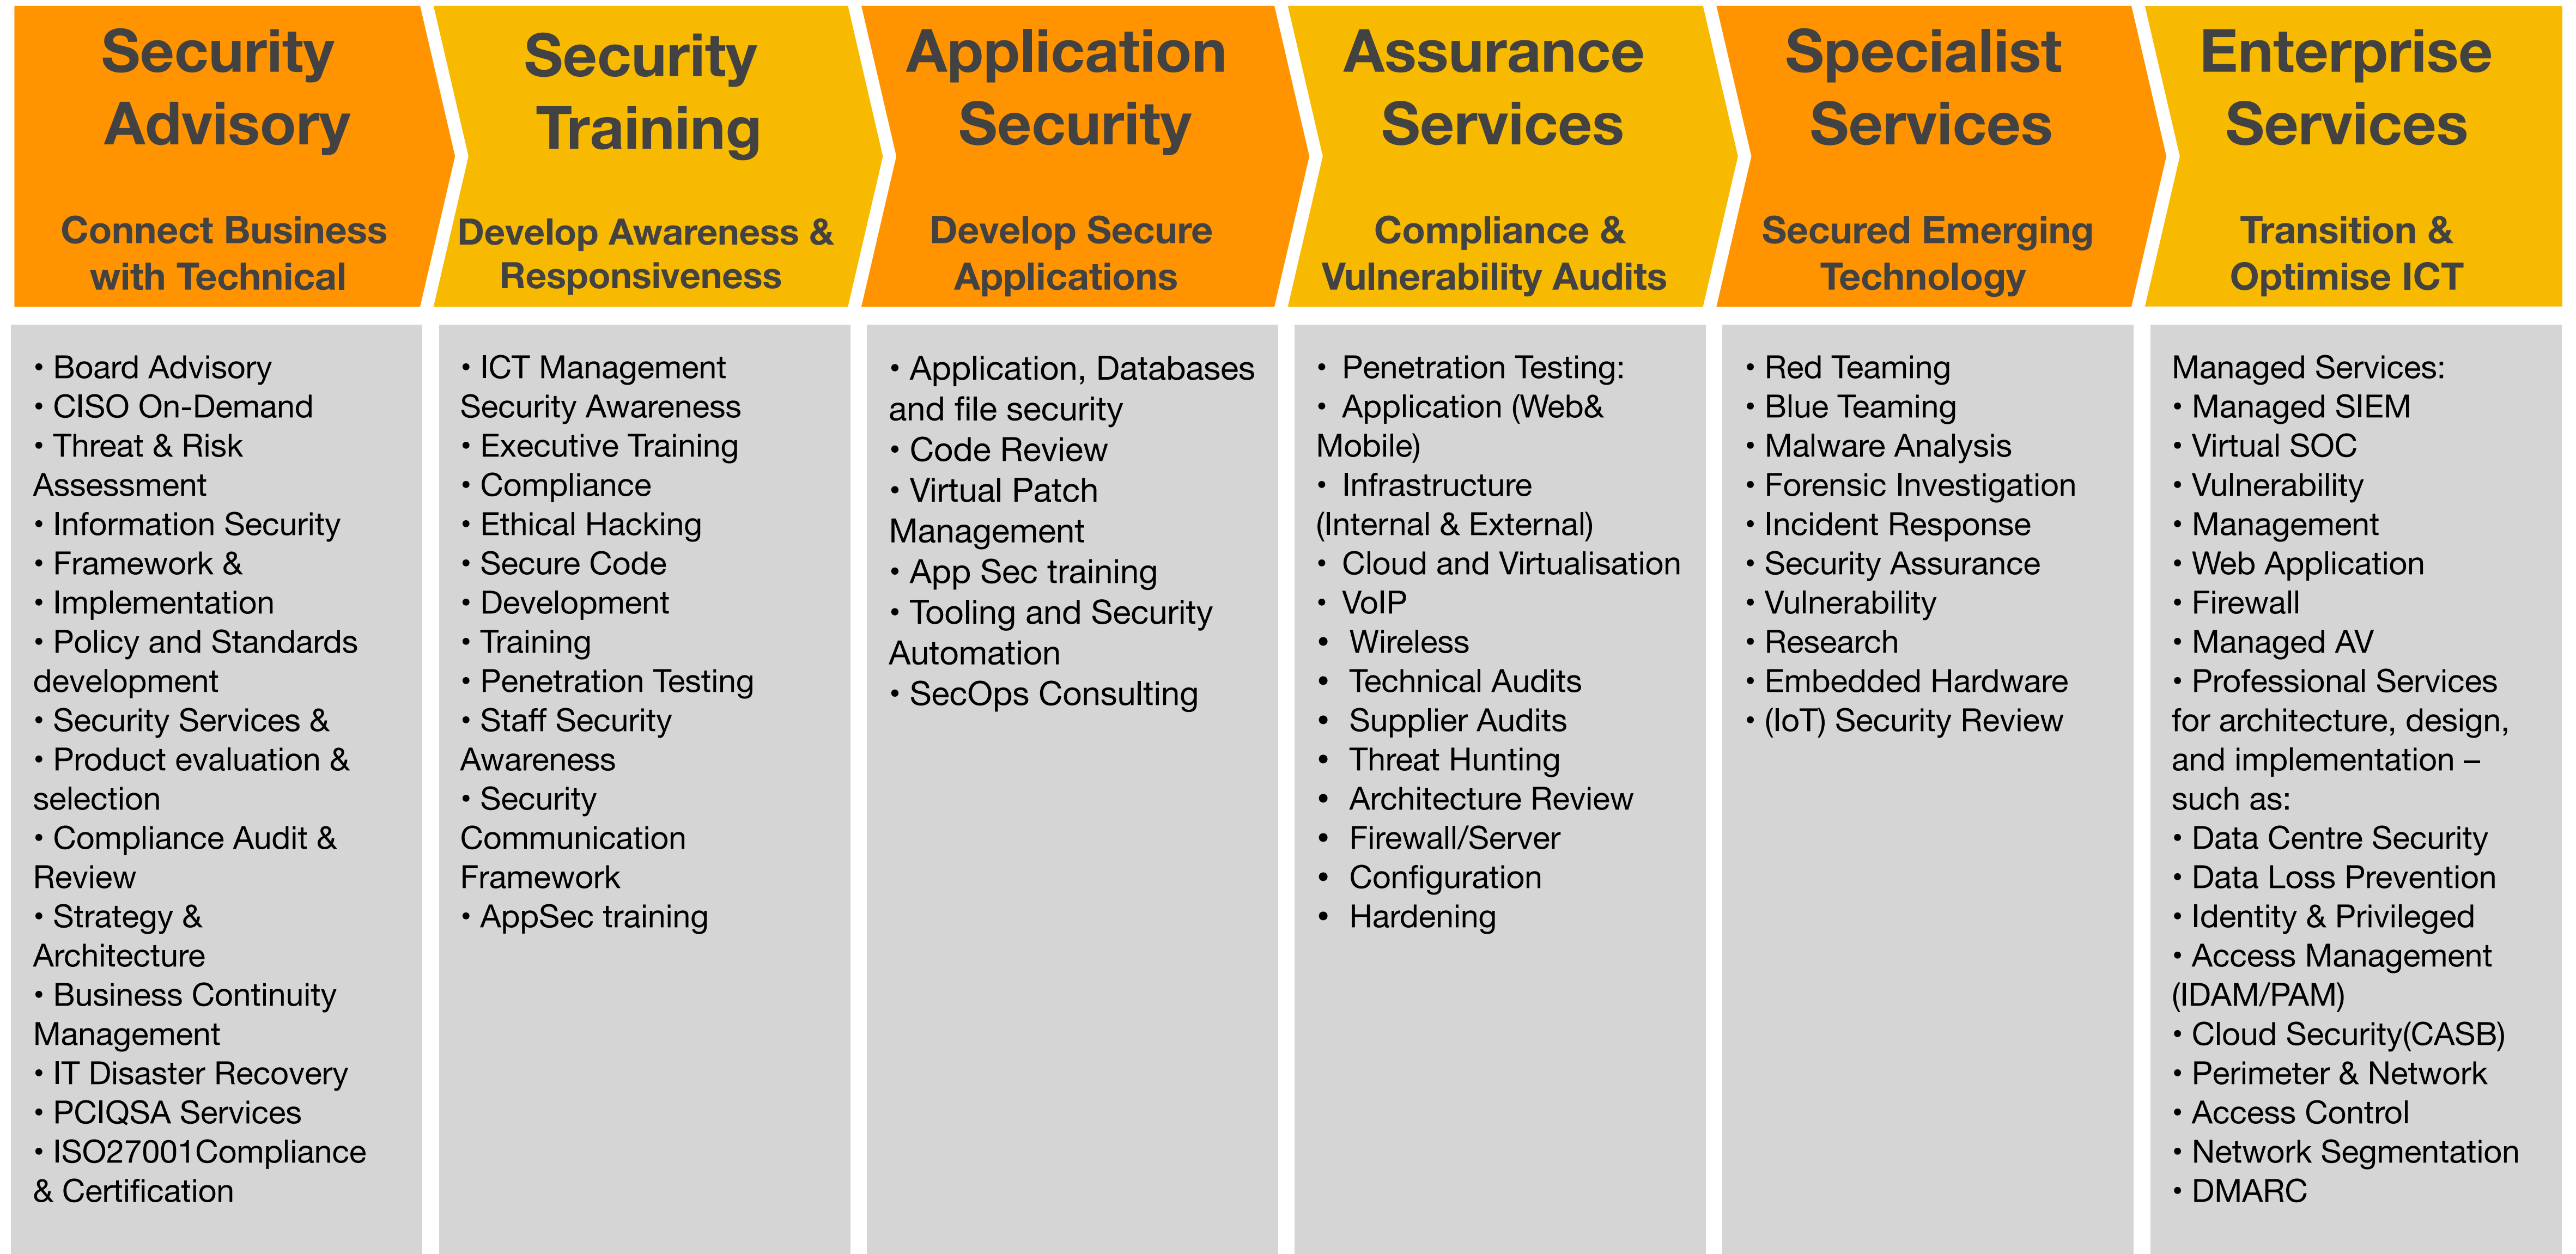 Security
Advisory
Connect Business
with Technical
• Board Advisory
• CISO On-Demand
• Threat & Risk
Assessment
• Information Security
• Framework &
• Implementation
• Policy and Standards
development
• Security Services &
• Product evaluation &
selection
• Compliance Audit &
Review
• Strategy &
Architecture
• Business Continuity
Management
• IT Disaster Recovery
• PCIQSA Services
• ISO27001Compliance
& Certification
Security
Training
Develop Awareness &
Responsiveness
• ICT Management
Security Awareness
• Executive Training
• Compliance
• Ethical Hacking
• Secure Code
• Development
• Training
• Penetration Testing
• Staff Security
Awareness
• Security
Communication
Framework
• AppSec training
Application
Security
Develop Secure
Applications
• Application, Databases
and file security
• Code Review
• Virtual Patch
Management
• App Sec training
• Tooling and Security
Automation
• SecOps Consulting
Assurance
Services
Compliance &
Vulnerability Audits
• Penetration Testing:
• Application (Web&
Mobile)
• Infrastructure
(Internal & External)
• Cloud and Virtualisation
• VoIP
• Wireless
• Technical Audits
• Supplier Audits
• Threat Hunting
• Architecture Review
• Firewall/Server
• Configuration
• Hardening
Specialist
Services
Secured Emerging
Technology
• Red Teaming
• Blue Teaming
• Malware Analysis
• Forensic Investigation
• Incident Response
• Security Assurance
• Vulnerability
• Research
• Embedded Hardware
• (IoT) Security Review
Enterprise
Services
Transition &
Optimise ICT
Managed Services:
• Managed SIEM
• Virtual SOC
• Vulnerability
• Management
• Web Application
• Firewall
• Managed AV
• Professional Services
for architecture, design,
and implementation –
such as:
• Data Centre Security
• Data Loss Prevention
• Identity & Privileged
• Access Management
(IDAM/PAM)
• Cloud Security(CASB)
• Perimeter & Network
• Access Control
• Network Segmentation
• DMARC